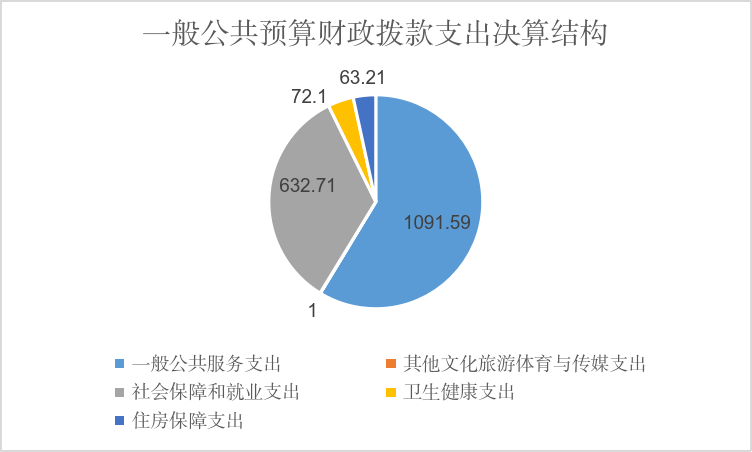 一般公共预算财政拨款支出决算结构
63.21
72.1
632.71
1091.59
1
一般公共服务支出
其他文化旅游体育与传媒支出
社会保障和就业支出
卫生健康支出
住房保障支出